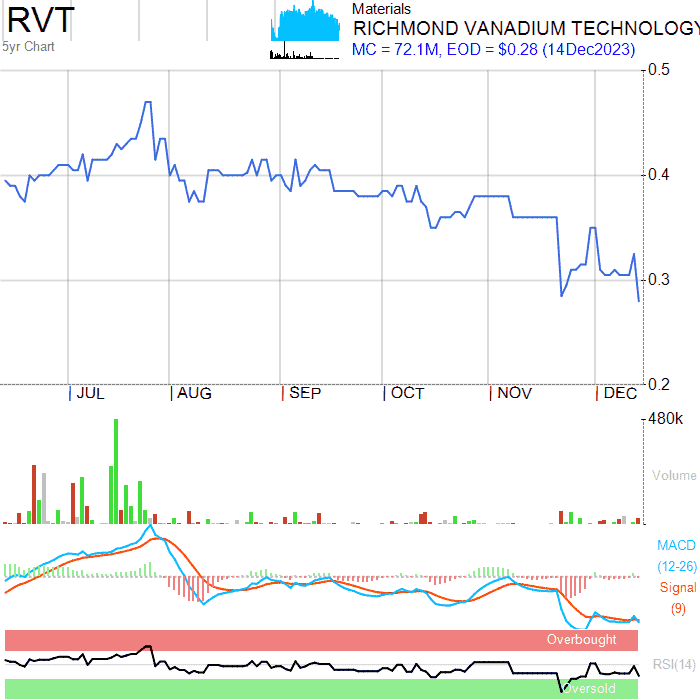 RVT
5yr Chart
Materials
RICHMOND VANADIUM TECHNOLOGY
MC = 72.1M, EOD = $0.28 (14Dec2023)
0.5
0.4
0.3
0.2
JUL AUG SEP OCT NOV DEC
480k
Volume
MACD
(12-26)
Signal
(9)
Overbought
RSI(14)
Oversold